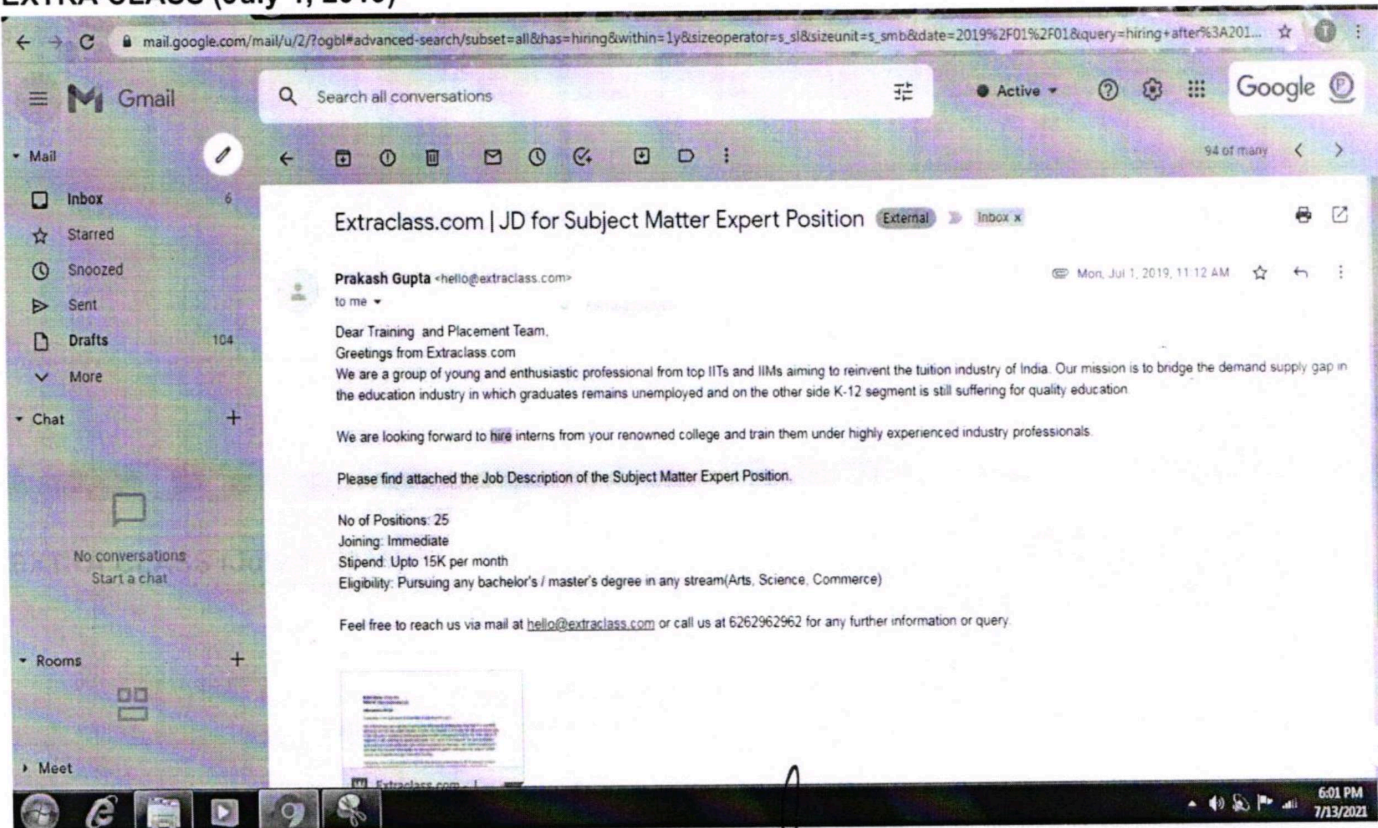 mail.google.com/mail/u/2/?ogbl#advanced-search/subset=all&has=hiring&within=1y&sizeoperator=s_sl&sizeunit=s_smb&date=2019%2F01%2F01&query=hiring+after%3A201...
Gmail
Search all conversations
Active
Google
Mail
94 of many
Inbox 6
Starred
Snoozed
Sent
Drafts 104
More
Chat
No conversations
Start a chat
Rooms
Meet
Extraclass.com | JD for Subject Matter Expert Position External Inbox x
Prakash Gupta <hello@extraclass.com>
Mon, Jul 1, 2019, 11:12 AM
to me
Dear Training and Placement Team,
Greetings from Extraclass.com
We are a group of young and enthusiastic professional from top IITs and IIMs aiming to reinvent the tuition industry of India. Our mission is to bridge the demand supply gap in
the education industry in which graduates remains unemployed and on the other side K-12 segment is still suffering for quality education.
We are looking forward to hire interns from your renowned college and train them under highly experienced industry professionals.
Please find attached the Job Description of the Subject Matter Expert Position.
No of Positions: 25
Joining: Immediate
Stipend: Upto 15K per month
Eligibility: Pursuing any bachelor's / master's degree in any stream(Arts, Science, Commerce)
Feel free to reach us via mail at hello@extraclass.com or call us at 6262962962 for any further information or query.
6:01 PM
7/13/2021